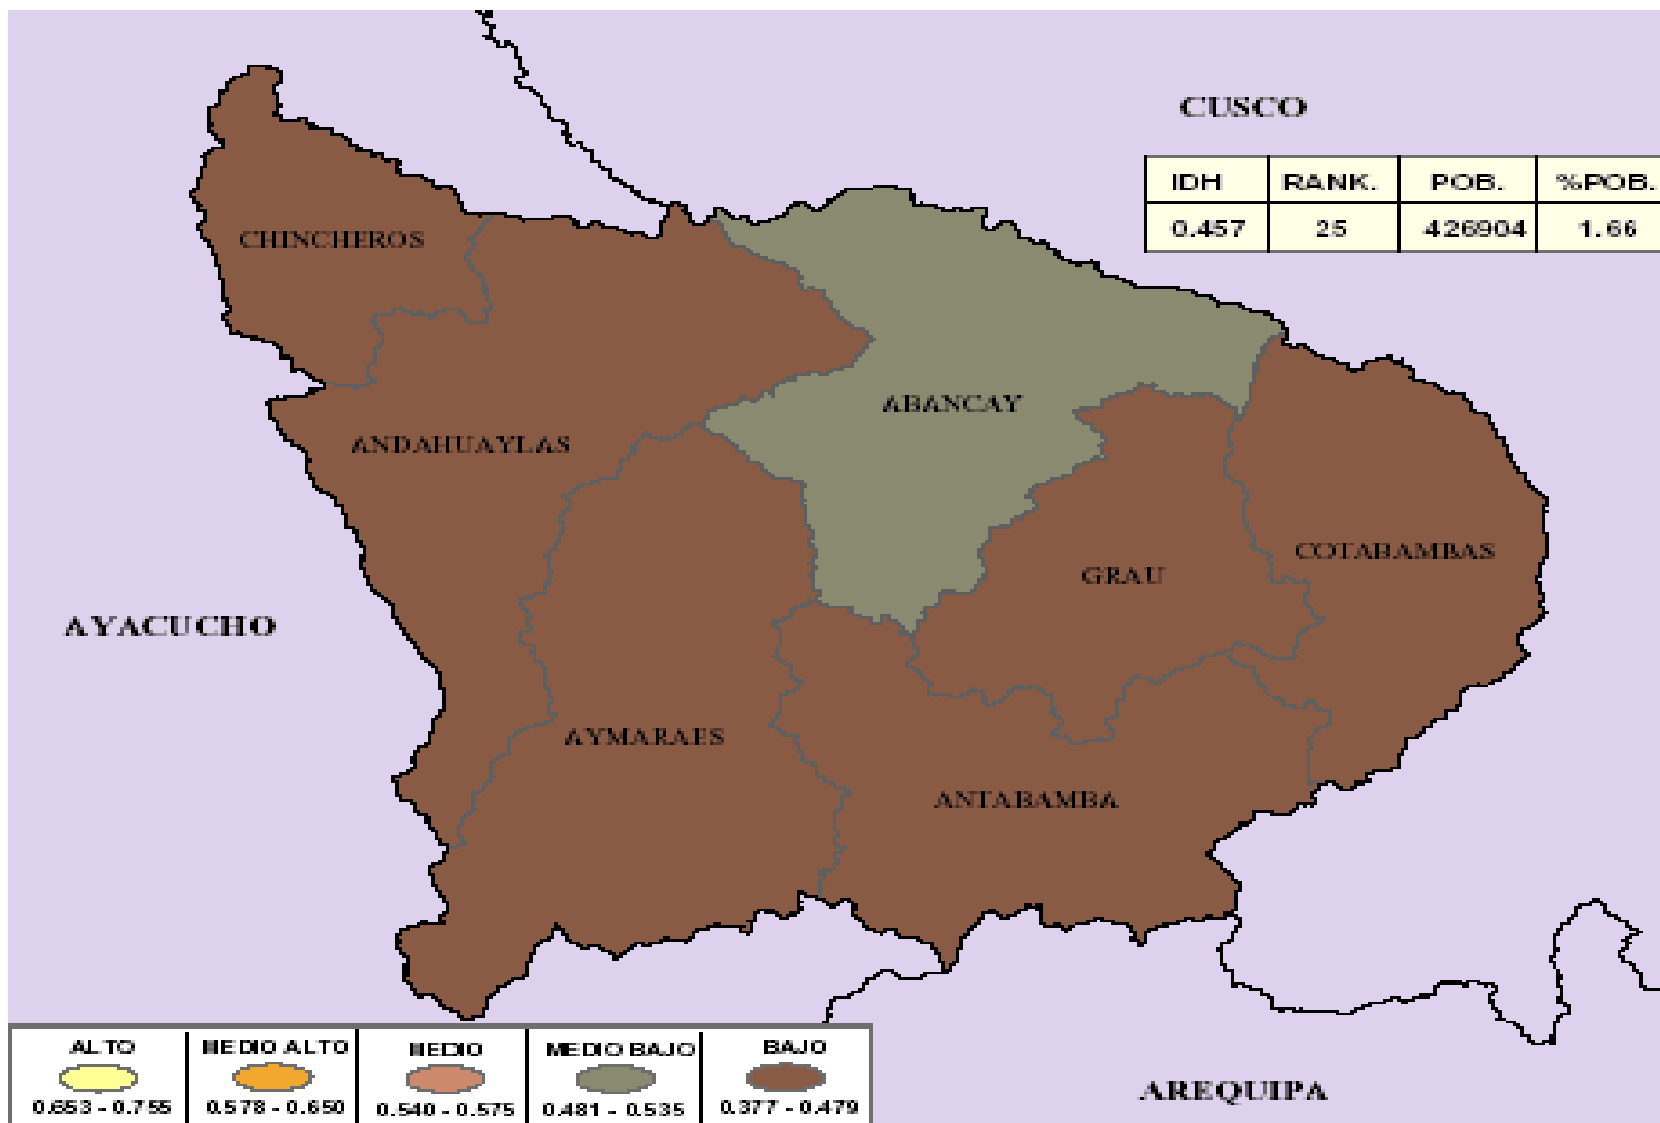 CUSCO
IDH RANK. POB. %POB.
0.457 25 426904 1.66
CHINCHEROS
ABANCAY
ANDAHUAYLAS
COTABAMBAS
GRAU
AYACUCHO
AYMARAES
ANTABAMBA
ALTO MEDIO ALTO MEDIO MEDIO BAJO BAJO
0.653 - 0.755 0.578 - 0.650 0.540 - 0.575 0.481 - 0.535 0.377 - 0.479
AREQUIPA